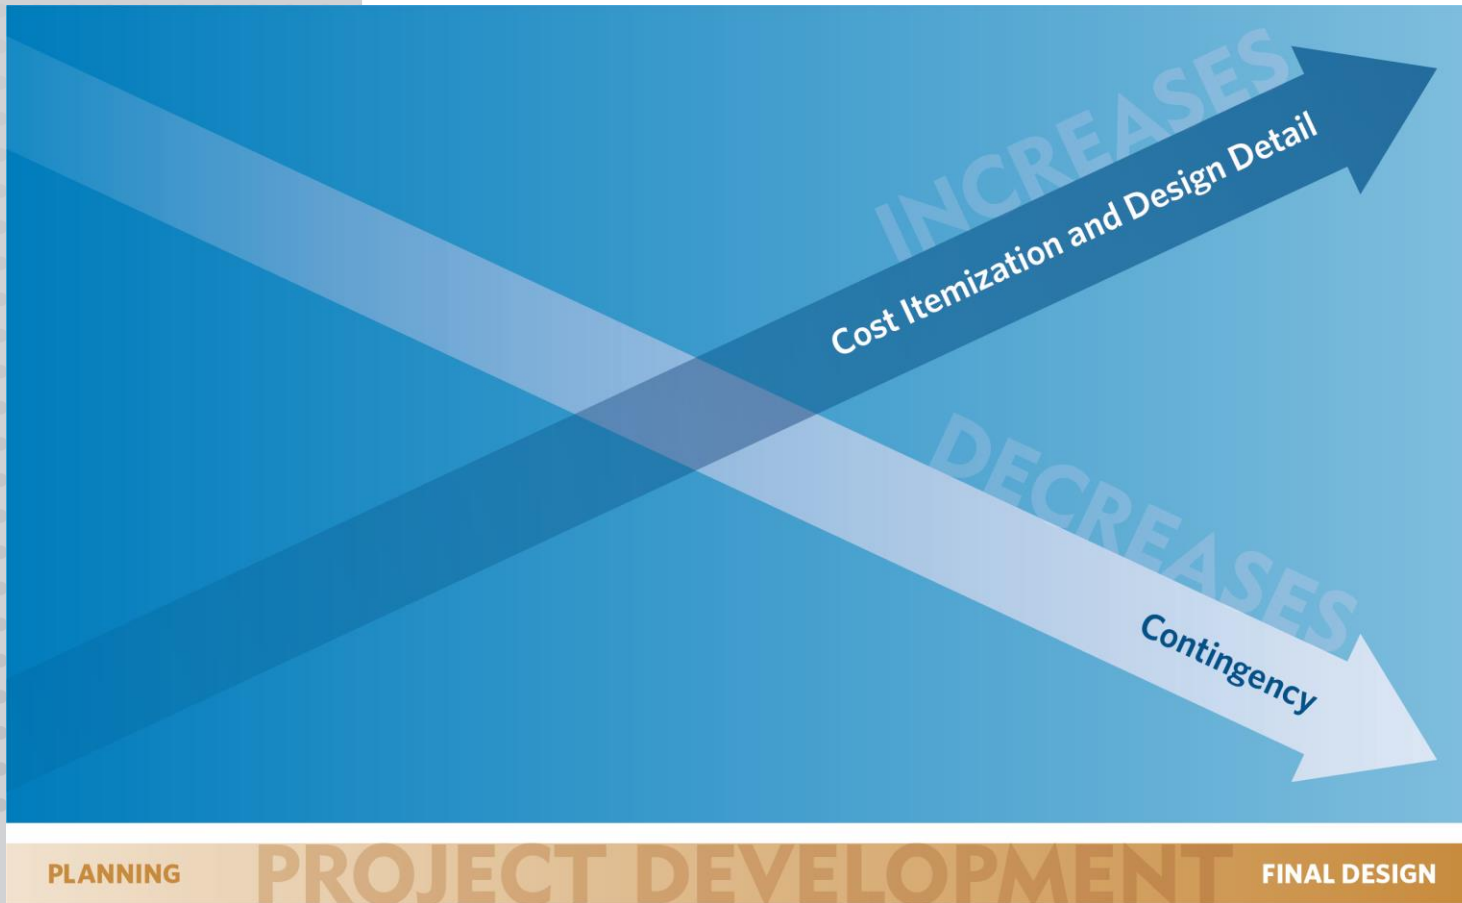 INCREASES
Cost Itemization and Design Detail
DECREASES
Contingency
PLANNING
PROJECT DEVELOPMENT
FINAL DESIGN